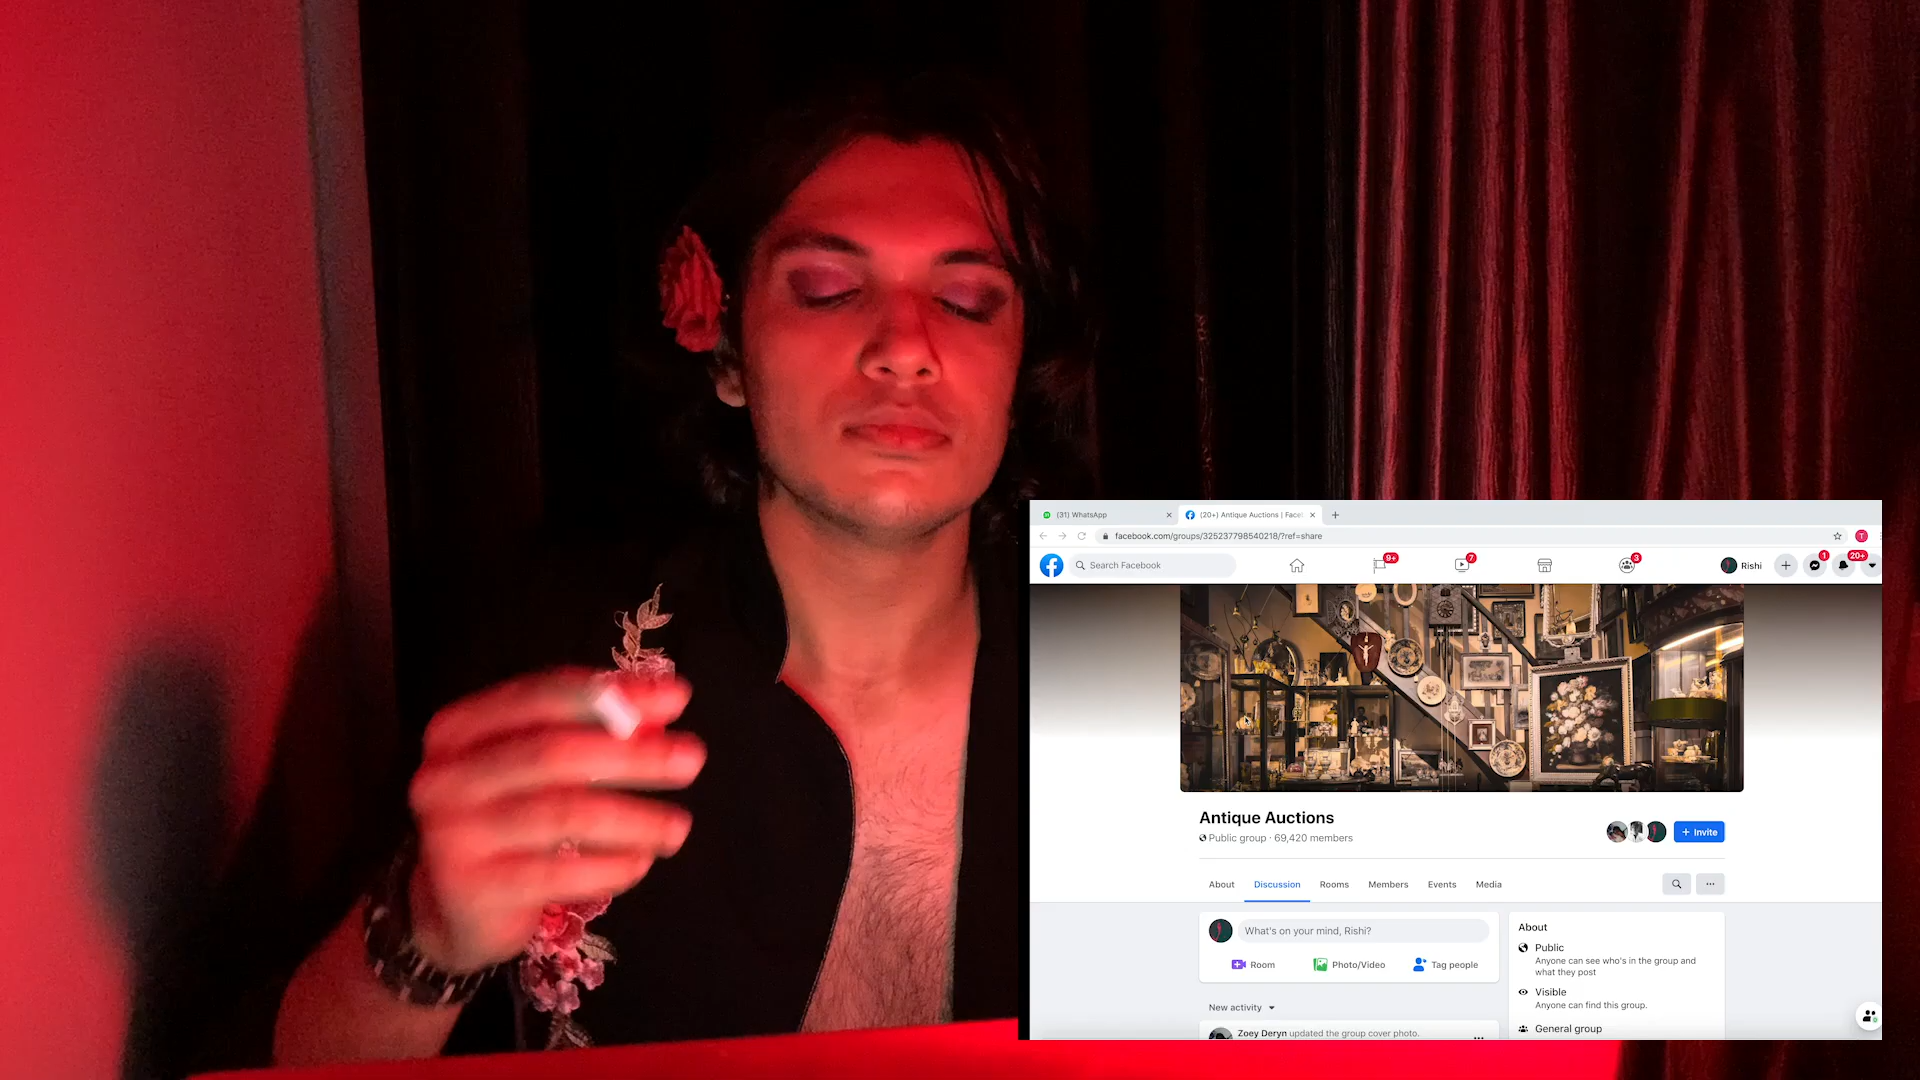 (31) WhatsApp
(20+) Antique Auctions | Face
facebook.com/groups/325237798540218/?ref=share
Search Facebook
9+
7
3
Rishi
1
20+
Antique Auctions
Public group · 69,420 members
+ Invite
About
Discussion
Rooms
Members
Events
Media
What's on your mind, Rishi?
Room
Photo/Video
Tag people
New activity
Zoey Deryn updated the group cover photo.
About
Public
Anyone can see who's in the group and
what they post
Visible
Anyone can find this group.
General group
T